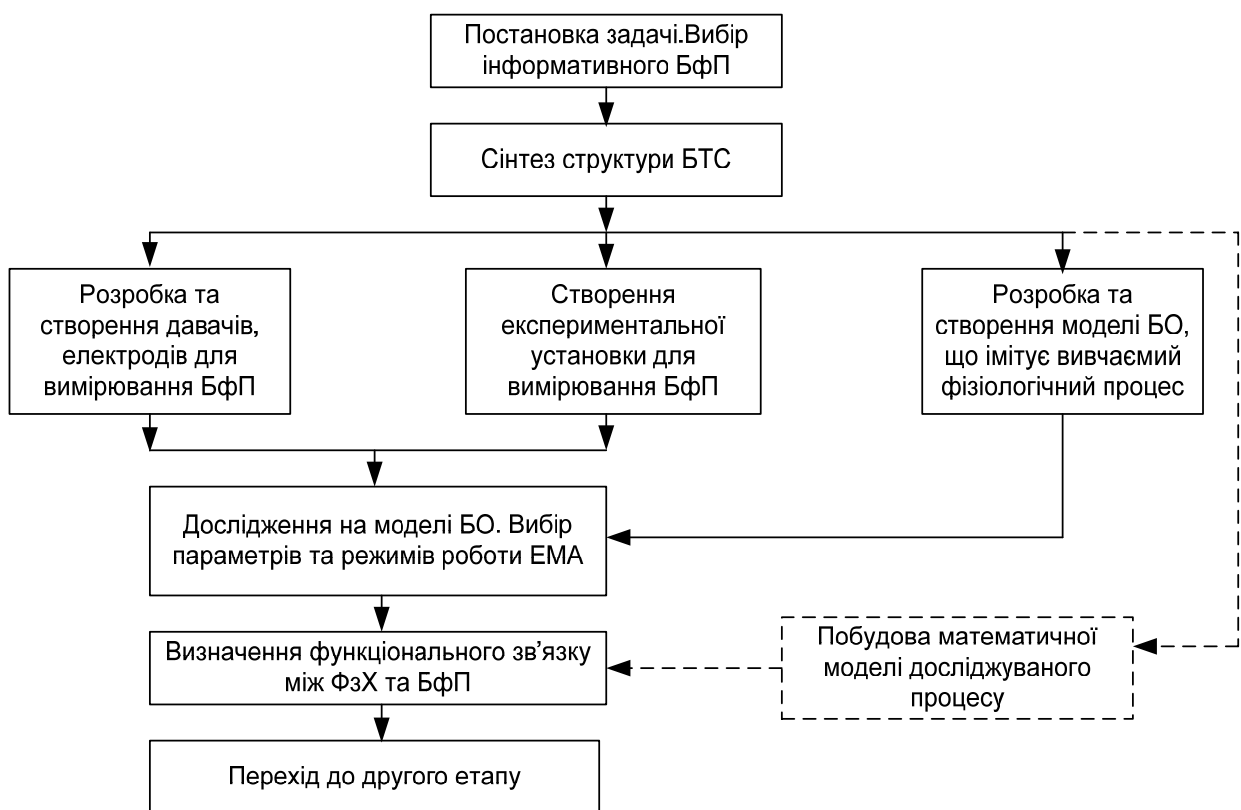 Постановка задачі.Вибір
інформативного БфП
Сінтез структури БТС
Розробка та
створення давачів,
електродів для
вимірювання БфП
Створення
експериментальної
установки для
вимірювання БфП
Розробка та
створення моделі БО,
що імітує вивчаємий
фізіологічний процес
Дослідження на моделі БО. Вибір
параметрів та режимів роботи ЕМА
Визначення функціонального зв'язку
між ФзХ та БфП
Побудова математичної
моделі досліджуваного
процесу
Перехід до другого етапу